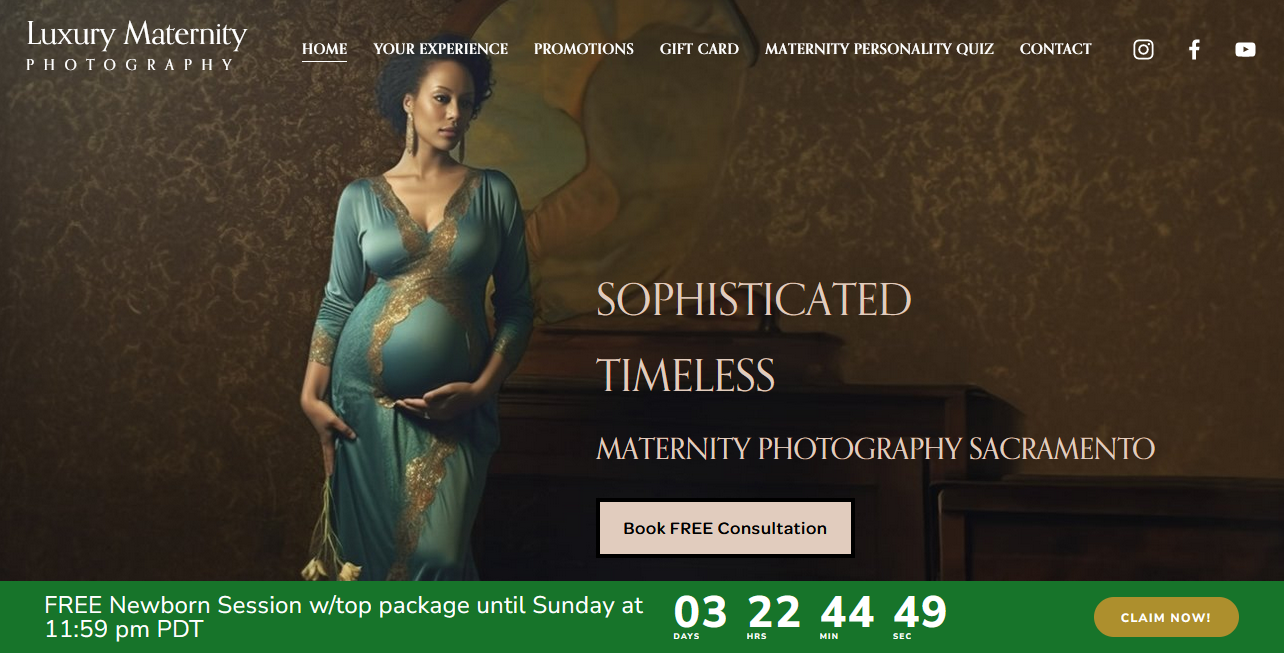 Luxury Maternity
PHOTOGRAPHY
HOME YOUR EXPERIENCE PROMOTIONS GIFT CARD MATERNITY PERSONALITY QUIZ CONTACT
SOPHISTICATED
TIMELESS
MATERNITY PHOTOGRAPHY SACRAMENTO
Book FREE Consultation
FREE Newborn Session w/top package until Sunday at
11:59 pm PDT
03 22 44 49
DAYS HRS MIN SEC
CLAIM NOW!